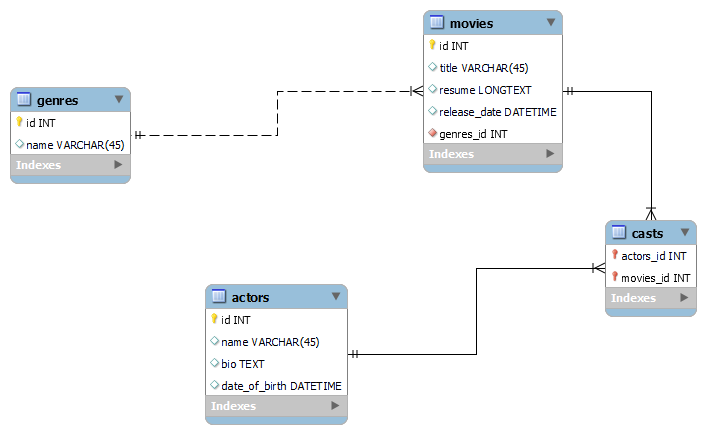 movies
id INT
title VARCHAR(45)
resume LONGTEXT
release_date DATETIME
genres_id INT
Indexes
genres
id INT
name VARCHAR(45)
Indexes
casts
actors_id INT
movies_id INT
Indexes
actors
id INT
name VARCHAR(45)
bio TEXT
date_of_birth DATETIME
Indexes